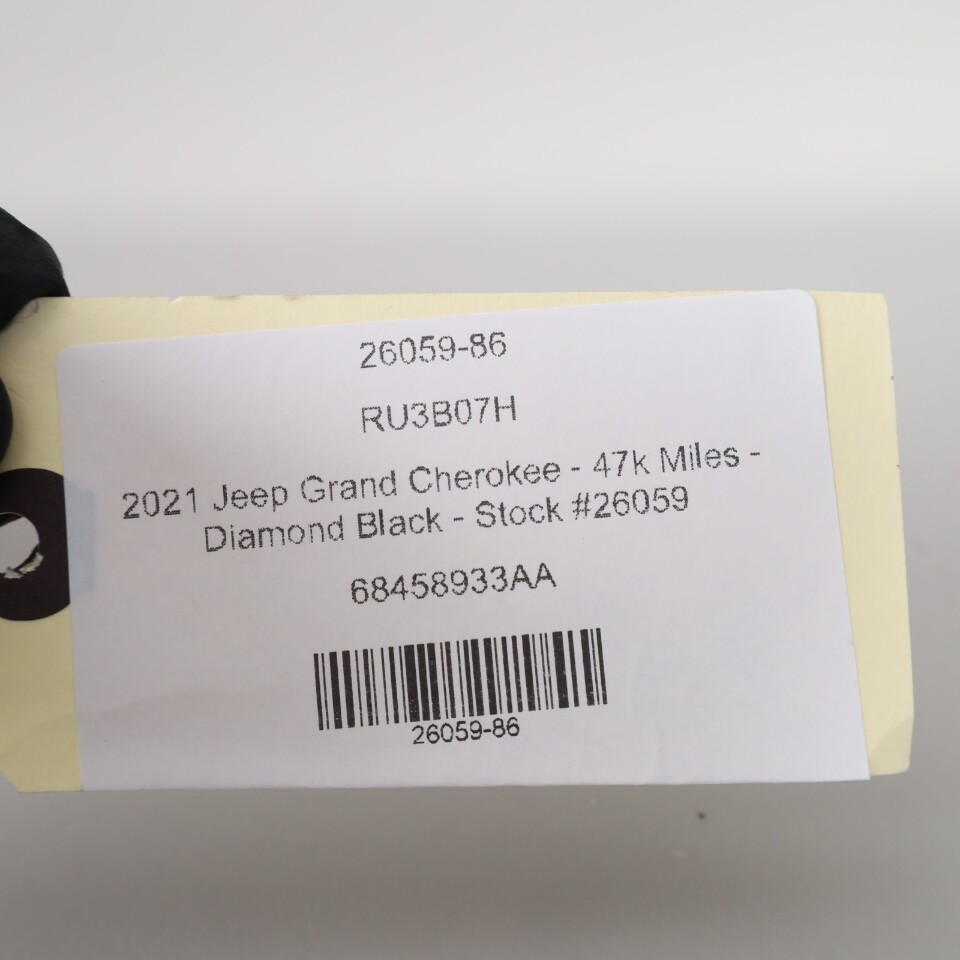 26059-86
RU3B07H
2021 Jeep Grand Cherokee - 47k Miles -
Diamond Black - Stock #26059
68458933AA
26059-86